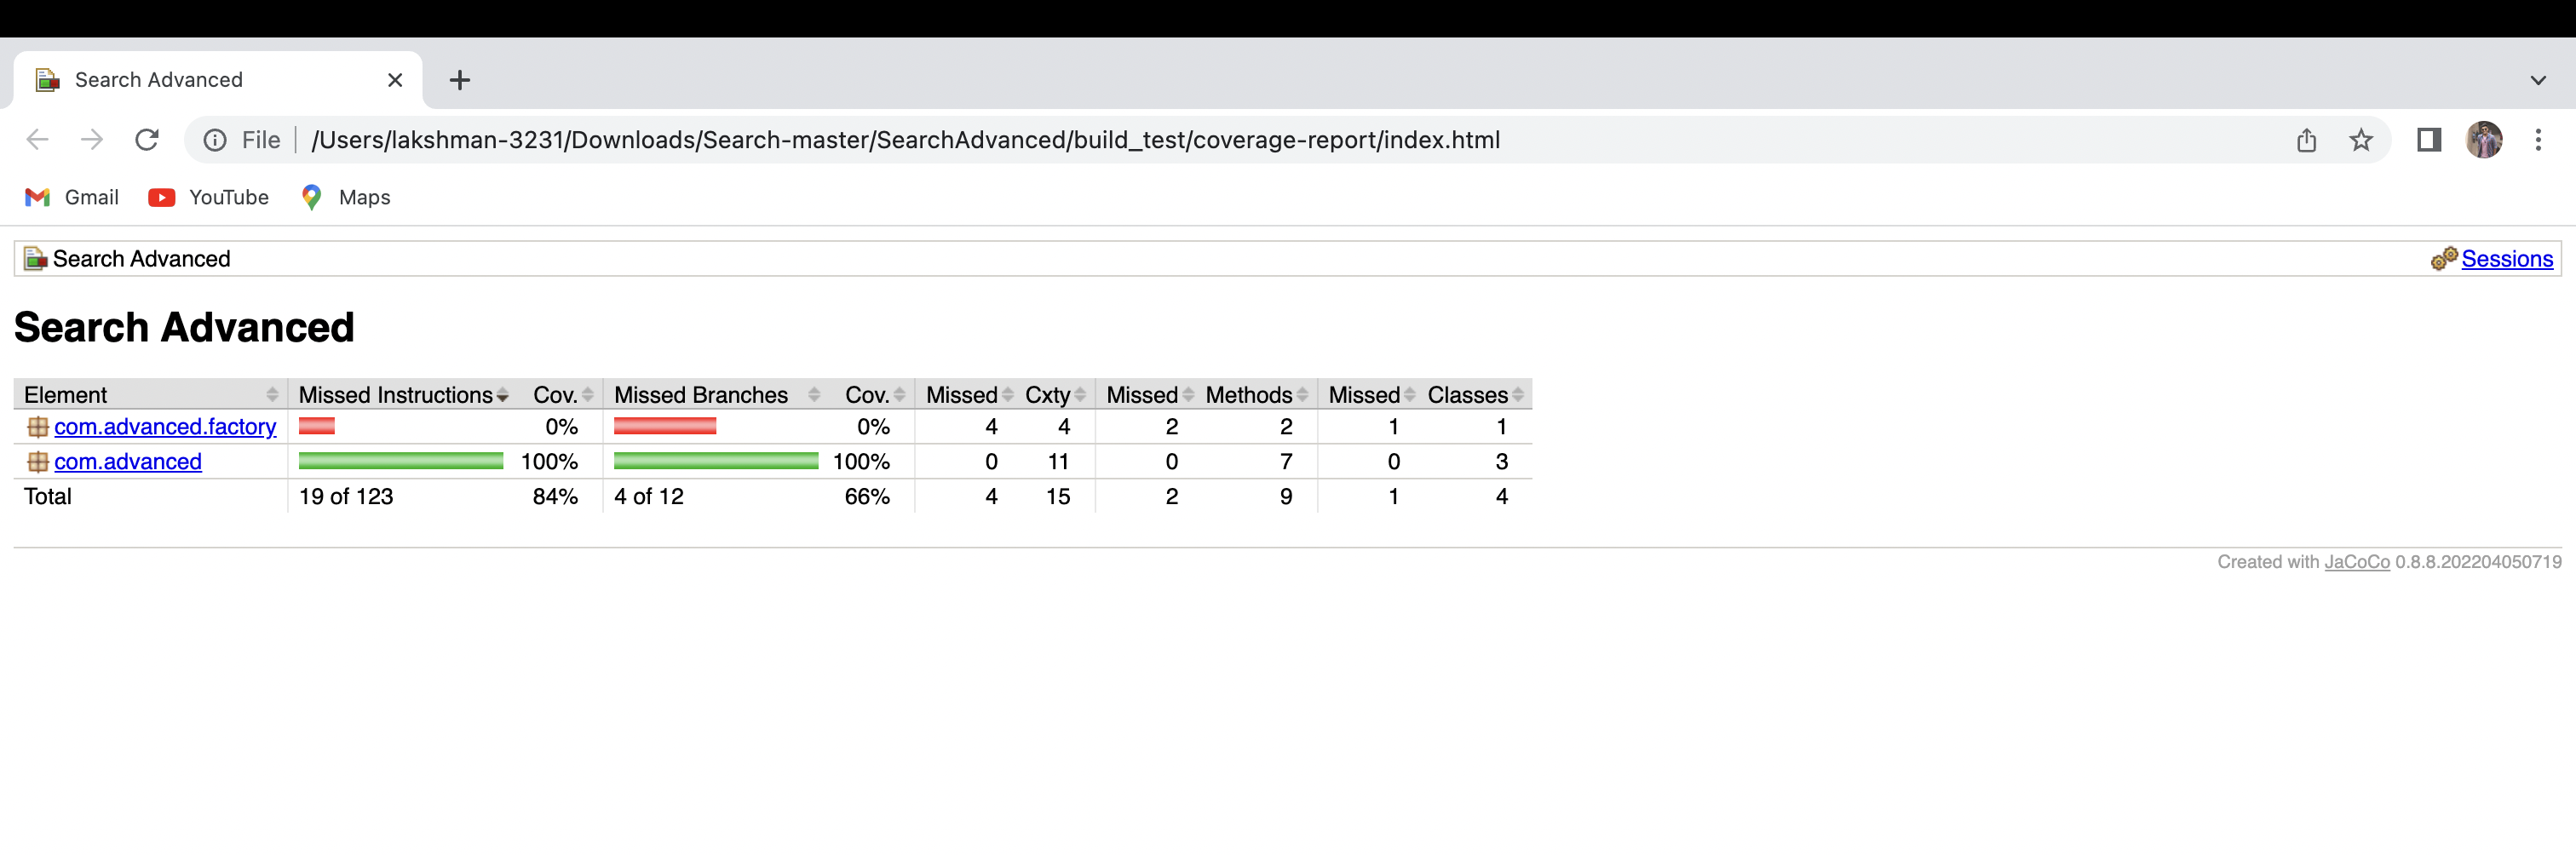 Search Advanced
File /Users/lakshman-3231/Downloads/Search-master/SearchAdvanced/build_test/coverage-report/index.html
Gmail YouTube Maps
Search Advanced Sessions
Search Advanced
Element Missed Instructions Cov. Missed Branches Cov. Missed Cxty Missed Methods Missed Classes
com.advanced.factory 0% 0% 4 4 2 2 1 1
com.advanced 100% 100% 0 11 0 7 0 3
Total 19 of 123 84% 4 of 12 66% 4 15 2 9 1 4
Created with JaCoCo 0.8.8.202204050719